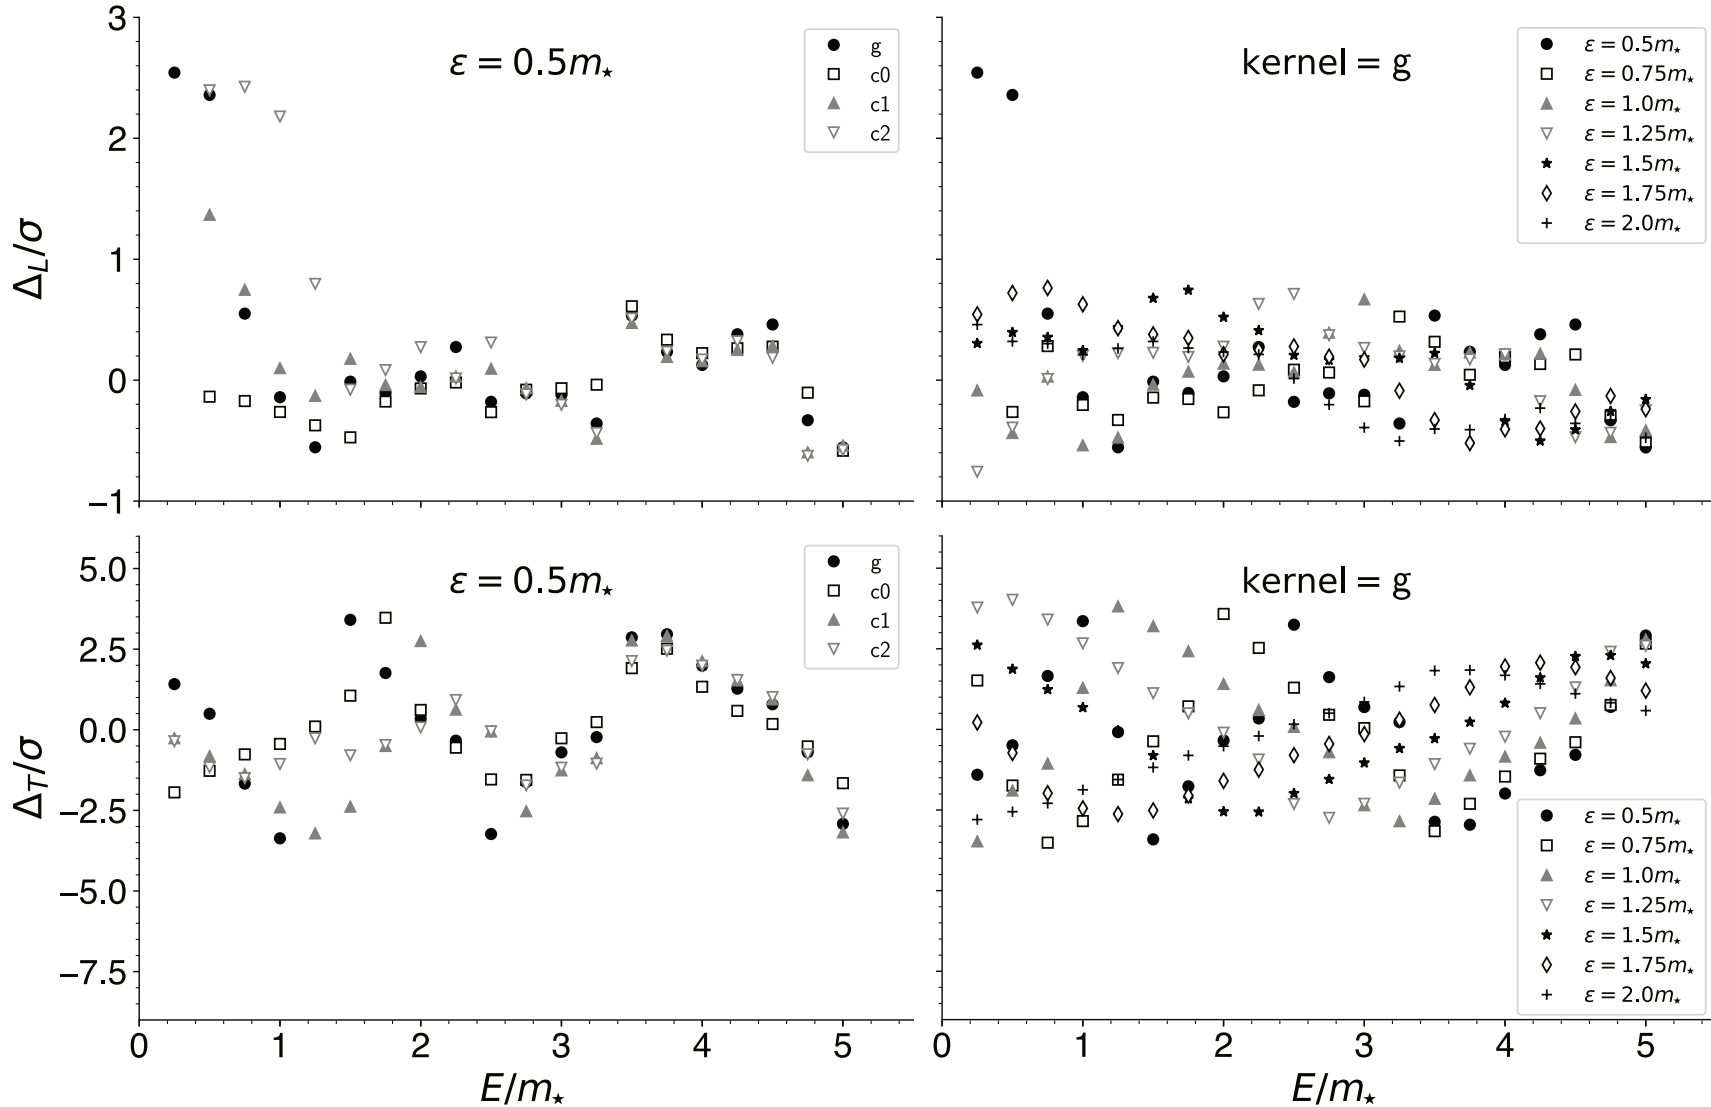 3
2
1
0
−1
Δ_L/σ
ε = 0.5m⋆
g
c0
c1
c2
kernel = g
ε = 0.5m⋆
ε = 0.75m⋆
ε = 1.0m⋆
ε = 1.25m⋆
ε = 1.5m⋆
ε = 1.75m⋆
ε = 2.0m⋆
5.0
2.5
0.0
−2.5
−5.0
−7.5
Δ_T/σ
ε = 0.5m⋆
g
c0
c1
c2
kernel = g
ε = 0.5m⋆
ε = 0.75m⋆
ε = 1.0m⋆
ε = 1.25m⋆
ε = 1.5m⋆
ε = 1.75m⋆
ε = 2.0m⋆
0 1 2 3 4 5
0 1 2 3 4 5
E/m⋆
E/m⋆